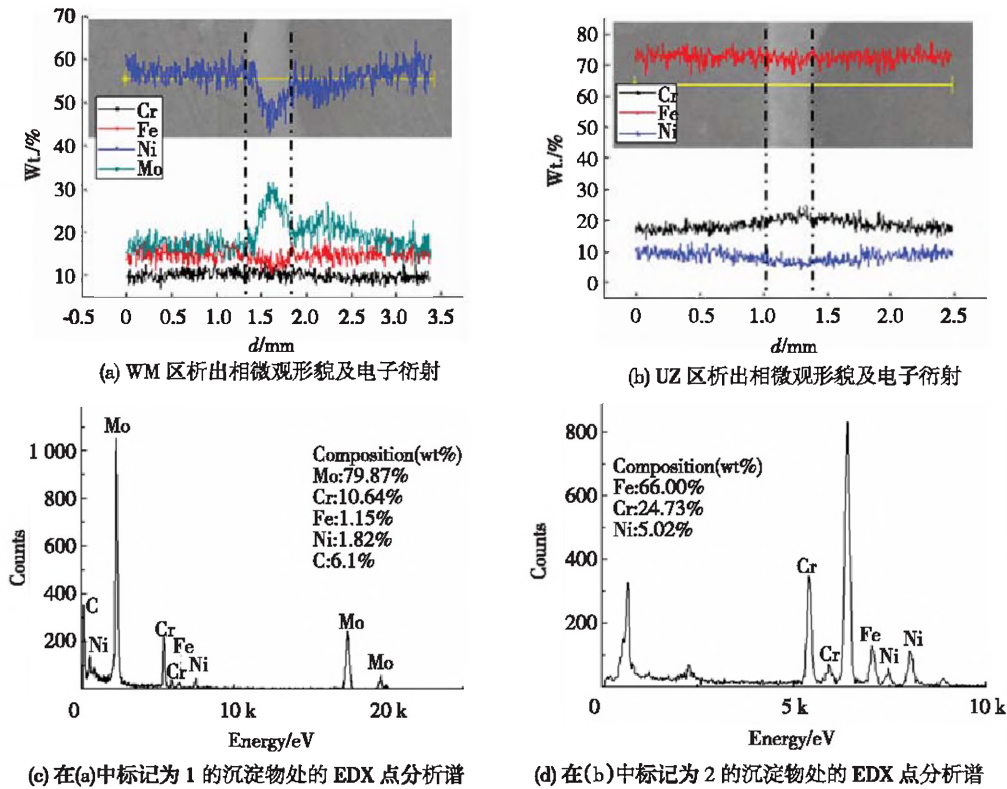 70
60
50
40
30
20
10
Wt./%
Cr
Fe
Ni
Mo
-0.5 0 0.5 1.0 1.5 2.0 2.5 3.0 3.5
d/mm
(a) WM 区析出相微观形貌及电子衍射
80
70
60
50
40
30
20
10
0
Wt./%
Cr
Fe
Ni
0 0.5 1.0 1.5 2.0 2.5
d/mm
(b) UZ 区析出相微观形貌及电子衍射
Mo
1 000
800
600
400
200
0
Counts
Composition(wt%)
Mo:79.87%
Cr:10.64%
Fe:1.15%
Ni:1.82%
C:6.1%
C
Ni
Cr
Fe
Cr
Ni
Mo
Mo
0 10 k 20 k
Energy/eV
(c) 在(a)中标记为 1 的沉淀物处的 EDX 点分析谱
800
600
400
200
0
Counts
Composition(wt%)
Fe:66.00%
Cr:24.73%
Ni:5.02%
Cr
Cr
Fe
Ni
Ni
0 5 k 10 k
Energy/eV
(d) 在(b)中标记为 2 的沉淀物处的 EDX 点分析谱